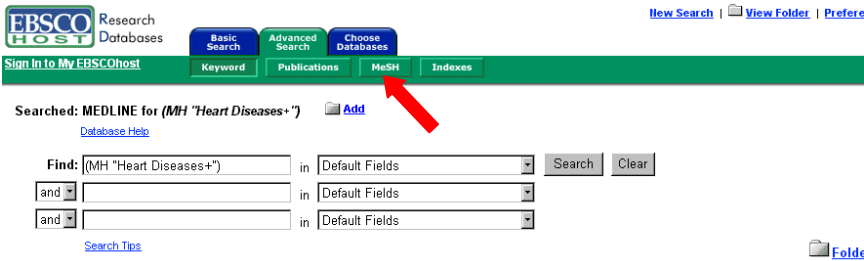 EBSCO HOST Research Databases
New Search | View Folder | Prefere
Basic Search Advanced Search Choose Databases
Sign In to My EBSCOhost Keyword Publications MeSH Indexes
Searched: MEDLINE for (MH "Heart Diseases+") Add
Database Help
Find: (MH "Heart Diseases+") in Default Fields Search Clear
and in Default Fields
and in Default Fields
Search Tips
Folde